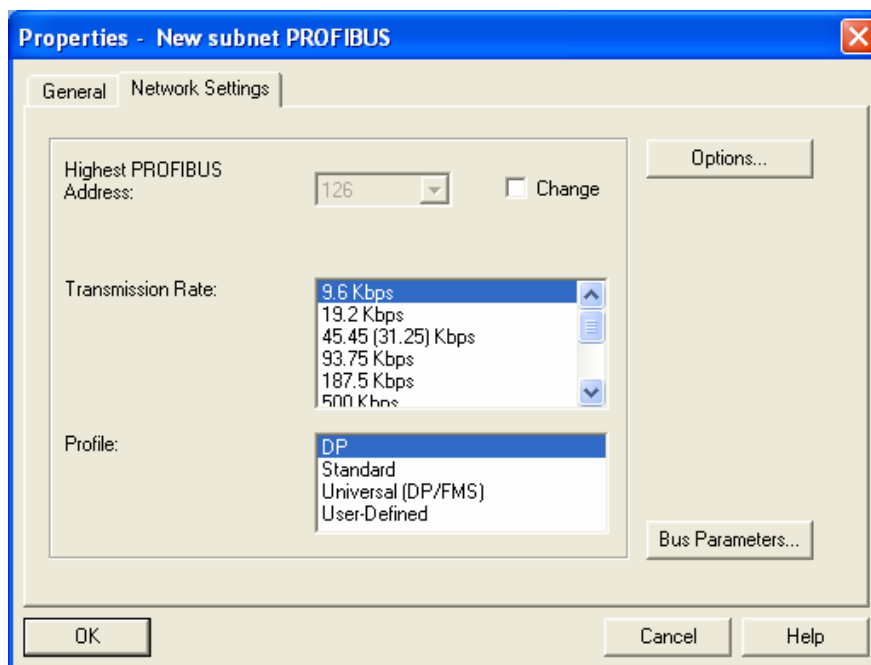 Properties - New subnet PROFIBUS
General
Network Settings
Highest PROFIBUS
Address:
126
Change
Options...
Transmission Rate:
9.6 Kbps
19.2 Kbps
45.45 (31.25) Kbps
93.75 Kbps
187.5 Kbps
500 Kbps
Profile:
DP
Standard
Universal (DP/FMS)
User-Defined
Bus Parameters...
OK
Cancel
Help